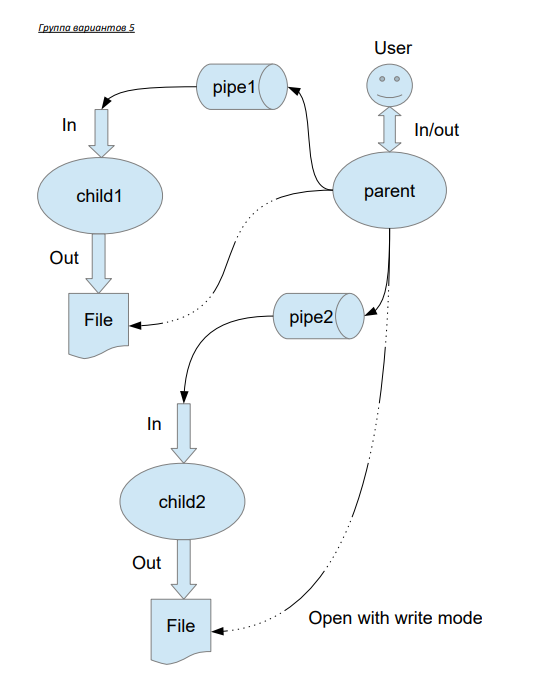 Группа вариантов 5
User
pipe1
In
In/out
child1
parent
Out
File
pipe2
In
child2
Out
File
Open with write mode